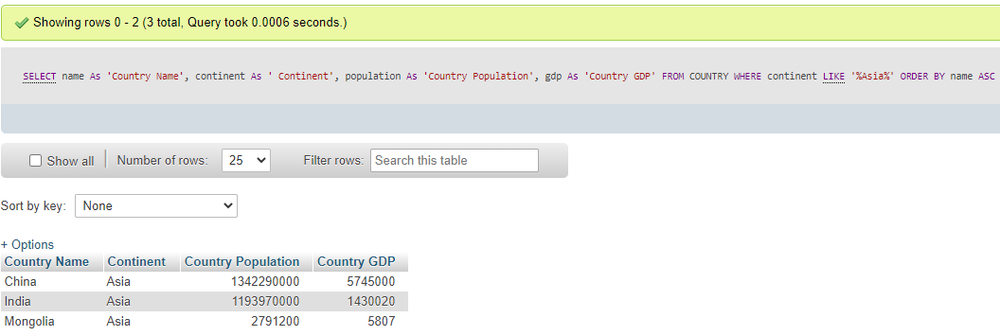 Showing rows 0 - 2 (3 total, Query took 0.0006 seconds.)
SELECT name As 'Country Name', continent As ' Continent', population As 'Country Population', gdp As 'Country GDP' FROM COUNTRY WHERE continent LIKE '%Asia%' ORDER BY name ASC
Show all Number of rows: 25 Filter rows: Search this table
Sort by key: None
+ Options
Country Name Continent Country Population Country GDP
China Asia 1342290000 5745000
India Asia 1193970000 1430020
Mongolia Asia 2791200 5807